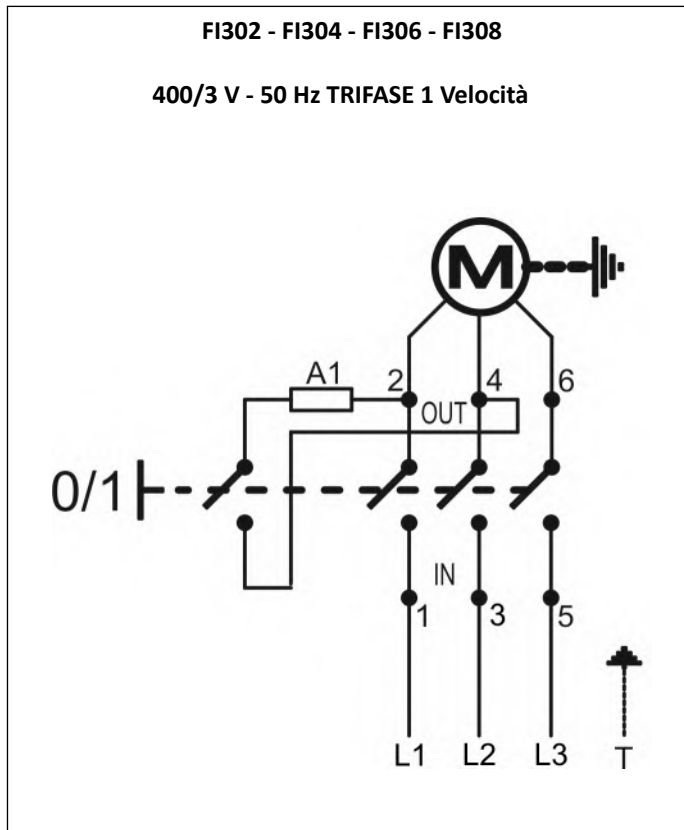 FI302 - FI304 - FI306 - FI308
400/3 V - 50 Hz TRIFASE 1 Velocità
M
A1
2
4
6
OUT
0/1
IN
1
3
5
L1
L2
L3
T